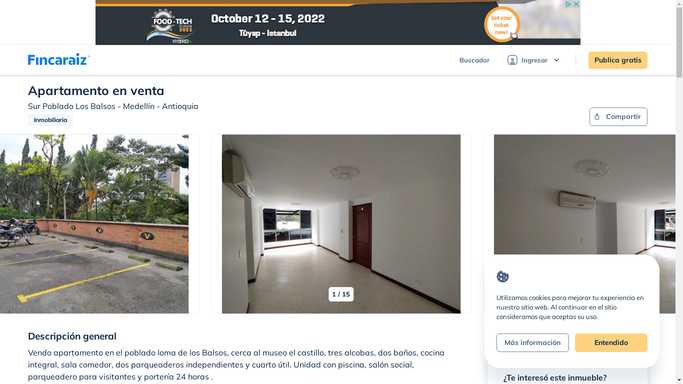 October 12 - 15, 2022
FOOD-TECH
Tüyap - Istanbul
Get your
ticket
now!
Fincaraiz
Buscador
Ingresar
Publica gratis
Apartamento en venta
Sur Poblado Los Balsos - Medellín - Antioquia
Inmobiliaria
Compartir
1 / 15
Utilizamos cookies para mejorar tu experiencia en
nuestro sitio web. Al continuar en el sitio
consideramos que aceptas su uso.
Más información
Entendido
Descripción general
Vendo apartamento en el poblado loma de los Balsos, cerca al museo el castillo, tres alcobas, dos baños, cocina
integral, sala comedor, dos parqueaderos independientes y cuarto útil. Unidad con piscina, salón social,
parqueadero para visitantes y portería 24 horas .
¿Te interesó este inmueble?